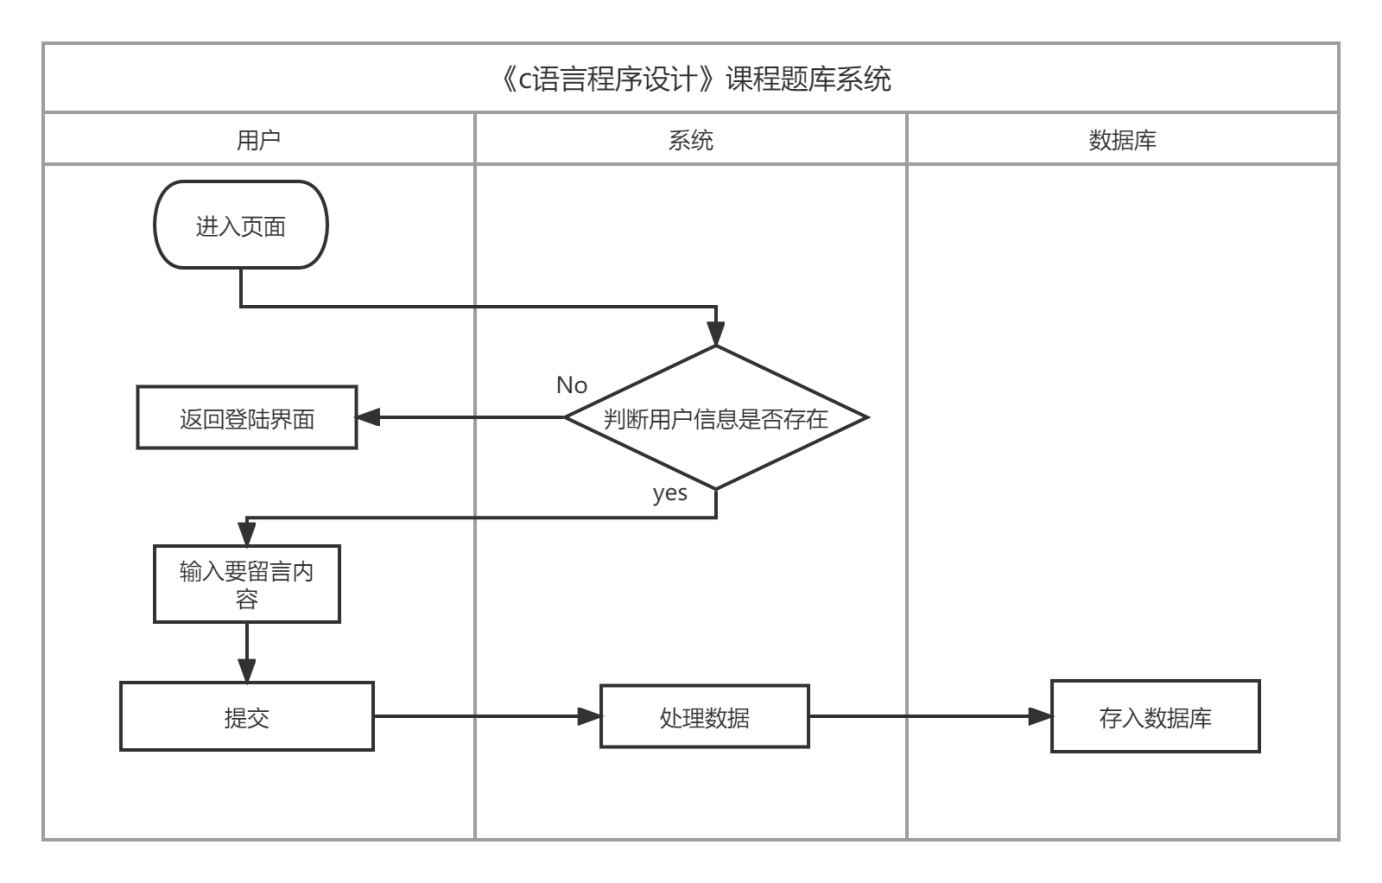 《c语言程序设计》课程题库系统
用户
系统
数据库
进入页面
No
返回登陆界面
判断用户信息是否存在
yes
输入要留言内
容
提交
处理数据
存入数据库